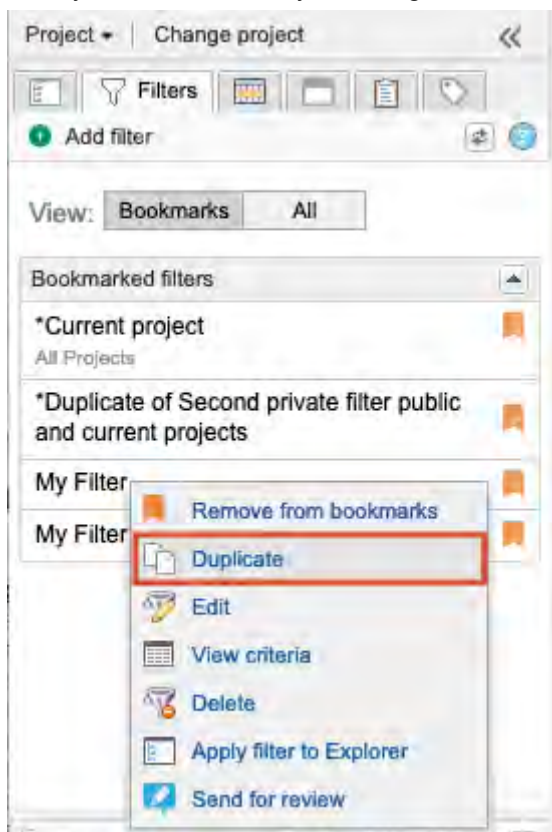 Project Change project
Filters
Add filter
View: Bookmarks All
Bookmarked filters
*Current project
All Projects
*Duplicate of Second private filter public
and current projects
My Filter
My Filter
Remove from bookmarks
Duplicate
Edit
View criteria
Delete
Apply filter to Explorer
Send for review